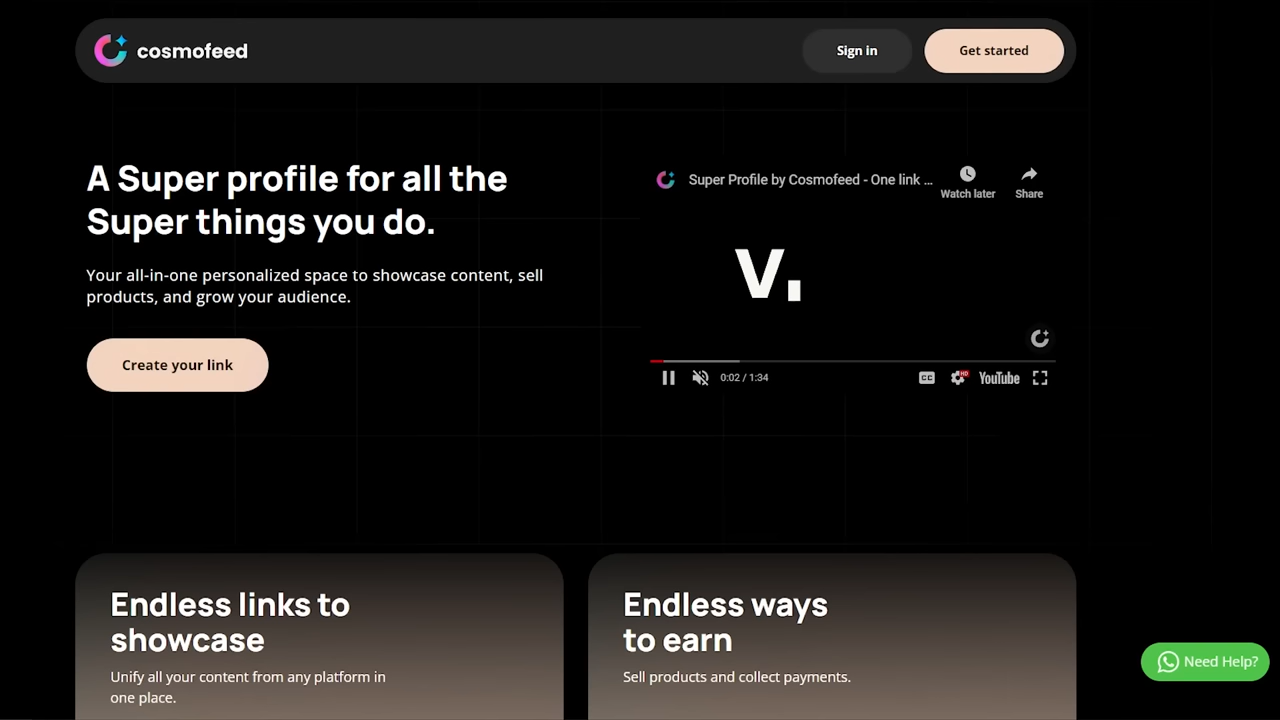 cosmofeed
Sign in
Get started
A Super profile for all the
Super things you do.
Your all-in-one personalized space to showcase content, sell
products, and grow your audience.
Create your link
Super Profile by Cosmofeed - One link ...
Watch later
Share
V.
0:02 / 1:34
CC
HD
YouTube
Endless links to
showcase
Unify all your content from any platform in
one place.
Endless ways
to earn
Sell products and collect payments.
Need Help?